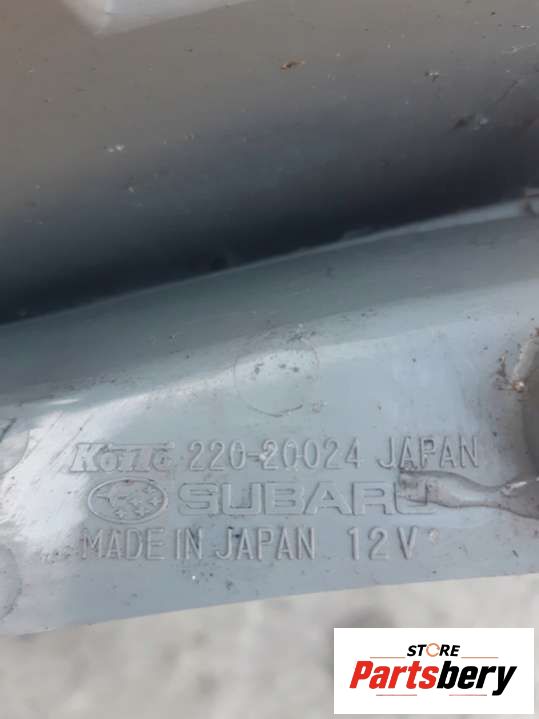 Koito 220-20024 JAPAN
SUBARU
MADE IN JAPAN 12V
STORE
Partsbery